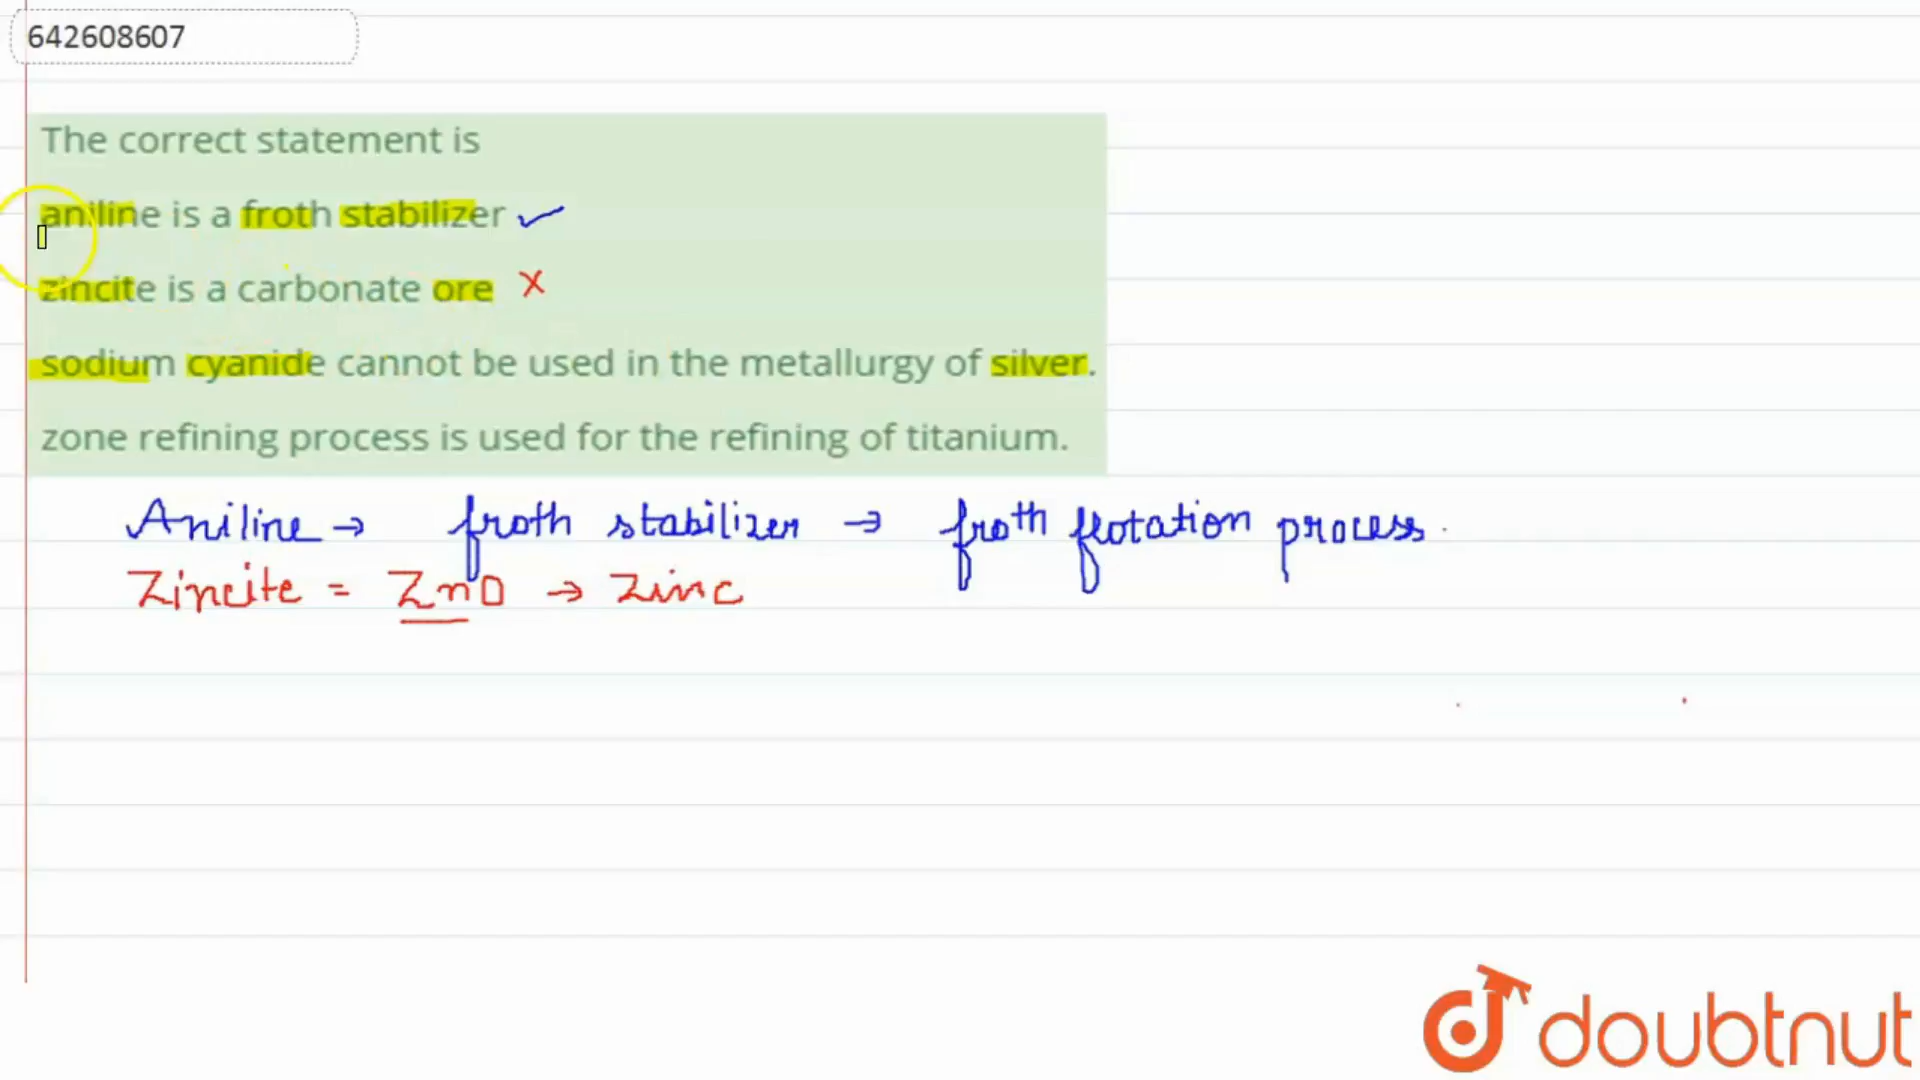 642608607
The correct statement is
aniline is a froth stabilizer ✓
zincite is a carbonate ore X
sodium cyanide cannot be used in the metallurgy of silver.
zone refining process is used for the refining of titanium.
Aniline → froth stabilizer → froth flotation process.
Zincite = ZnO → Zinc
doubtnut